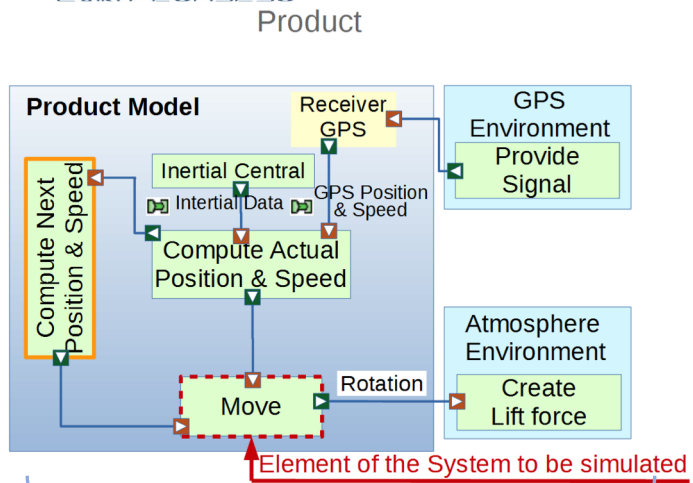 Product
Product Model
Receiver
GPS
GPS
Environment
Provide
Signal
Inertial Central
Intertial Data
GPS Position
& Speed
Compute Next
Position & Speed
Compute Actual
Position & Speed
Atmosphere
Environment
Rotation
Create
Lift force
Move
Element of the System to be simulated